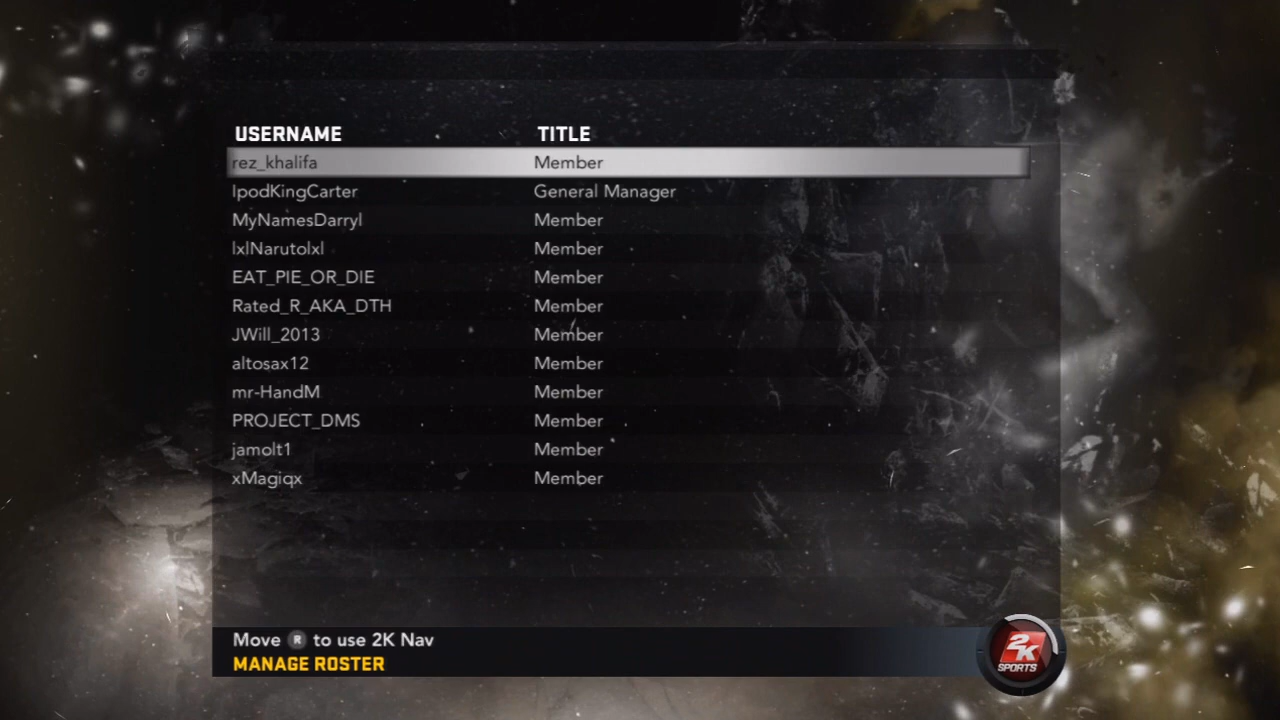 USERNAME TITLE
rez_khalifa Member
IpodKingCarter General Manager
MyNamesDarryl Member
lxlNarutolxl Member
EAT_PIE_OR_DIE Member
Rated_R_AKA_DTH Member
JWill_2013 Member
altosax12 Member
mr-HandM Member
PROJECT_DMS Member
jamolt1 Member
xMagiqx Member
Move R to use 2K Nav
MANAGE ROSTER
2K
SPORTS